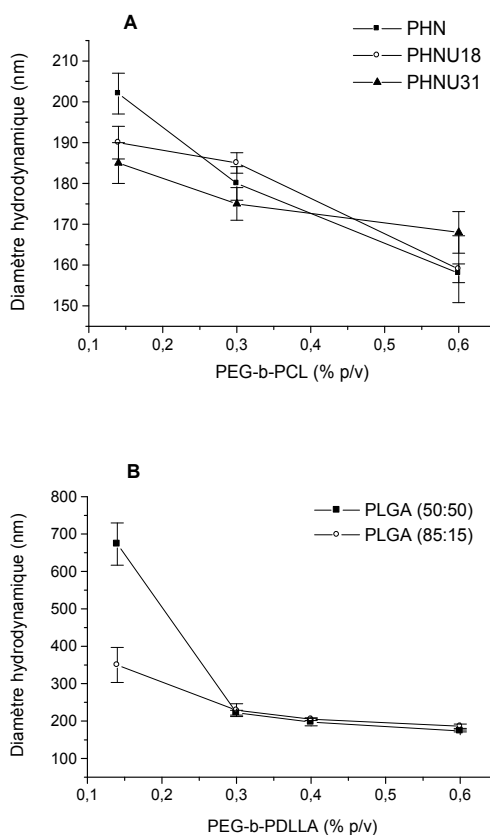 A
PHN
PHNU18
PHNU31
Diamètre hydrodynamique (nm)
210
200
190
180
170
160
150
0,1
0,2
0,3
0,4
0,5
0,6
PEG-b-PCL (% p/v)
B
PLGA (50:50)
PLGA (85:15)
Diamètre hydrodynamique (nm)
800
700
600
500
400
300
200
100
0,1
0,2
0,3
0,4
0,5
0,6
PEG-b-PDLLA (% p/v)